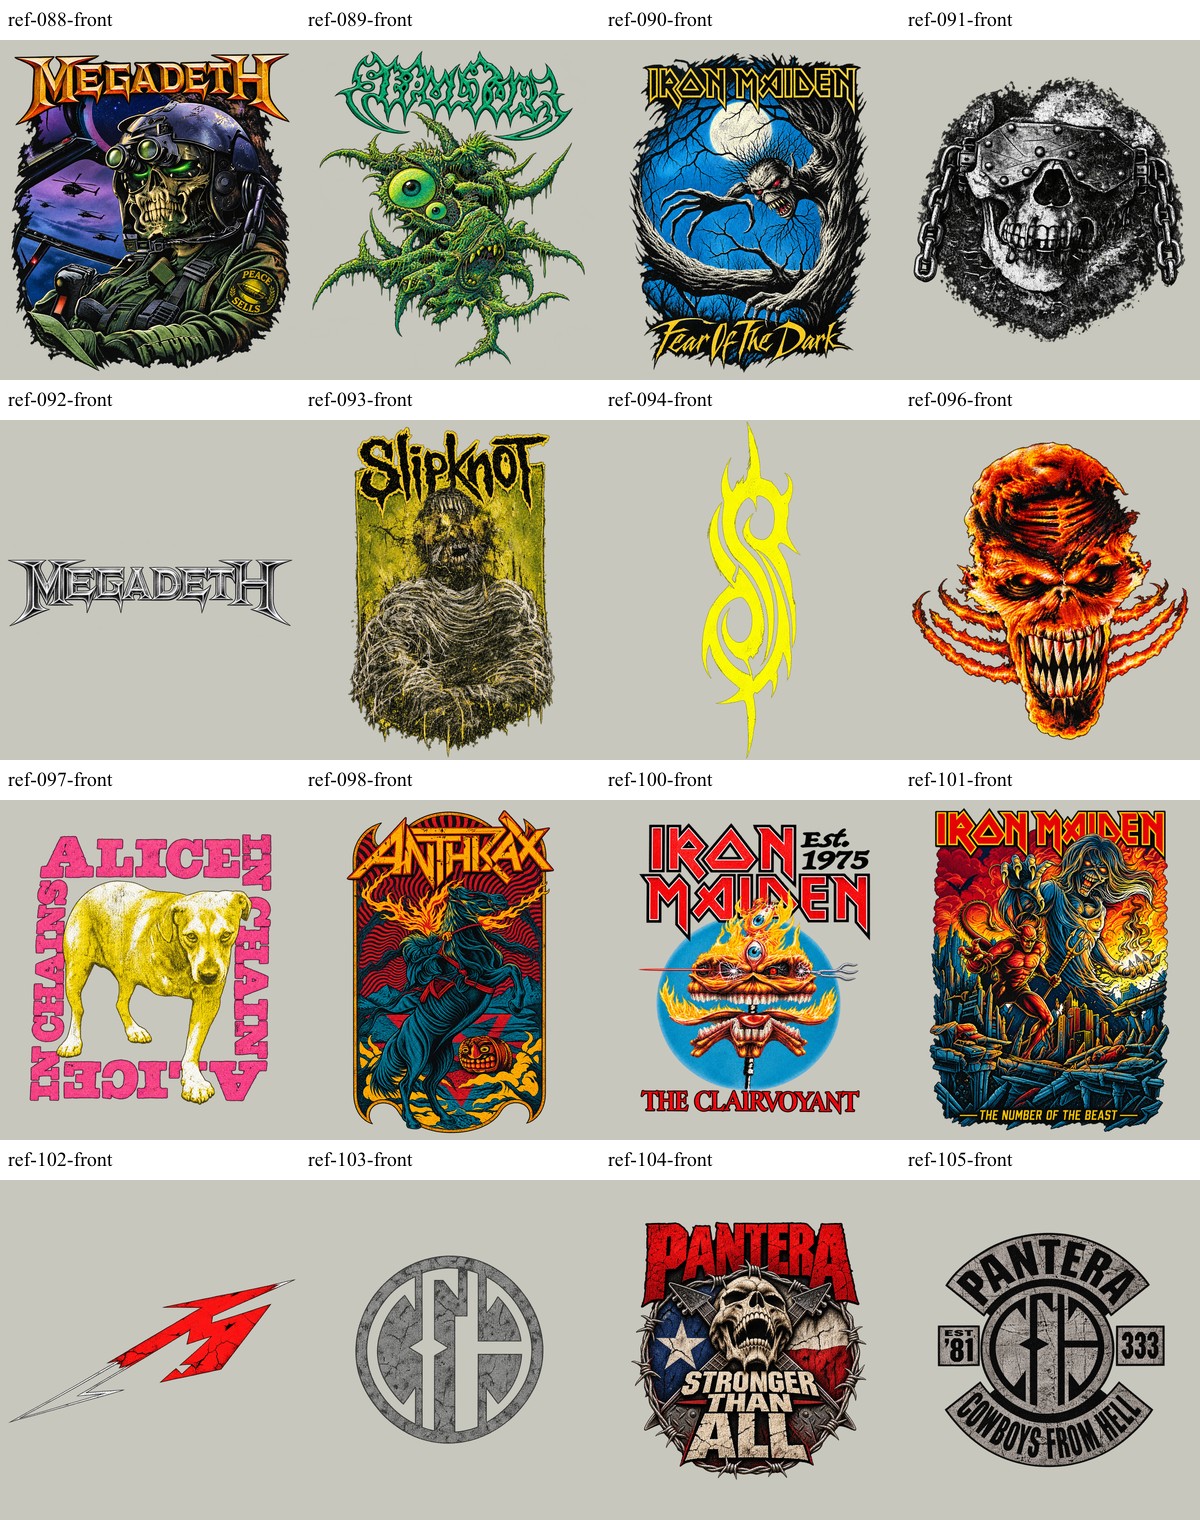 ref-088-front
ref-089-front
ref-090-front
ref-091-front
MEGADETH
PEACE
SELLS
SEPULTURA
IRON MAIDEN
Fear Of The Dark
ref-092-front
ref-093-front
ref-094-front
ref-096-front
MEGADETH
SlipknoT
ref-097-front
ref-098-front
ref-100-front
ref-101-front
ALICE
IN CHAINS
ALICE
IN CHAINS
ANTHRAX
IRON
MAIDEN
Est.
1975
THE CLAIRVOYANT
IRON MAIDEN
THE NUMBER OF THE BEAST
ref-102-front
ref-103-front
ref-104-front
ref-105-front
CFH
PANTERA
STRONGER
THAN
ALL
PANTERA
EST
'81
CFH
333
COWBOYS FROM HELL